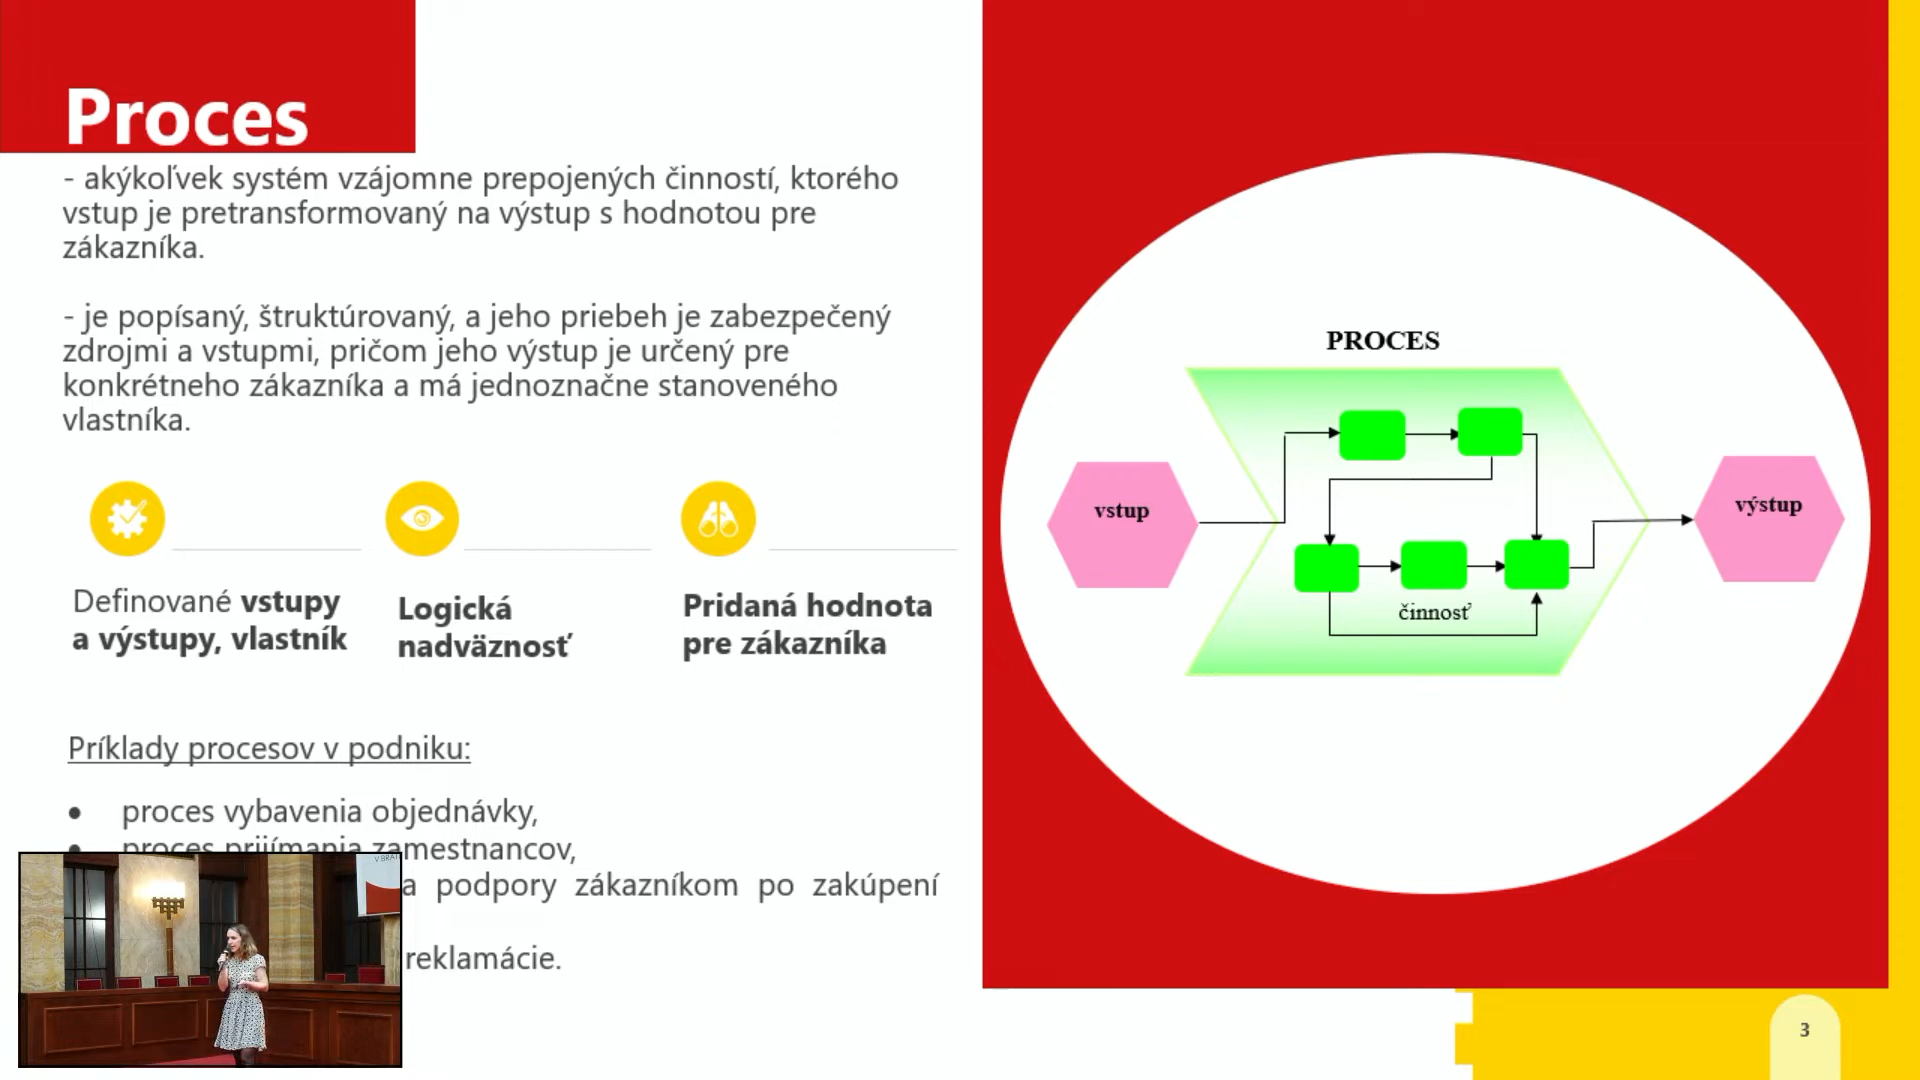 Proces
- akýkoľvek systém vzájomne prepojených činností, ktorého
vstup je pretransformovaný na výstup s hodnotou pre
zákazníka.
- je popísaný, štruktúrovaný, a jeho priebeh je zabezpečený
zdrojmi a vstupmi, pričom jeho výstup je určený pre
konkrétneho zákazníka a má jednoznačne stanoveného
vlastníka.
Definované vstupy
a výstupy, vlastník
Logická
nadväznosť
Pridaná hodnota
pre zákazníka
Príklady procesov v podniku:
• proces vybavenia objednávky,
• proces prijímania zamestnancov,
a podpory zákazníkom po zakúpení
reklamácie.
PROCES
vstup
výstup
činnosť
3